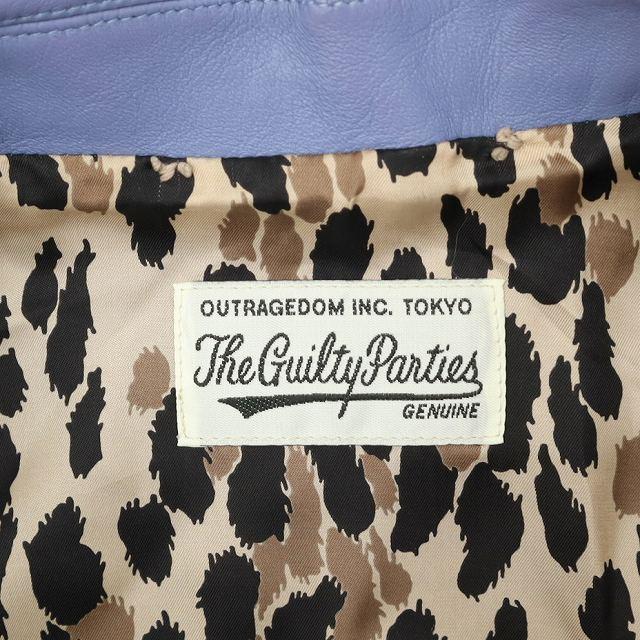 OUTRAGEDOM INC. TOKYO
The Guilty Parties
GENUINE